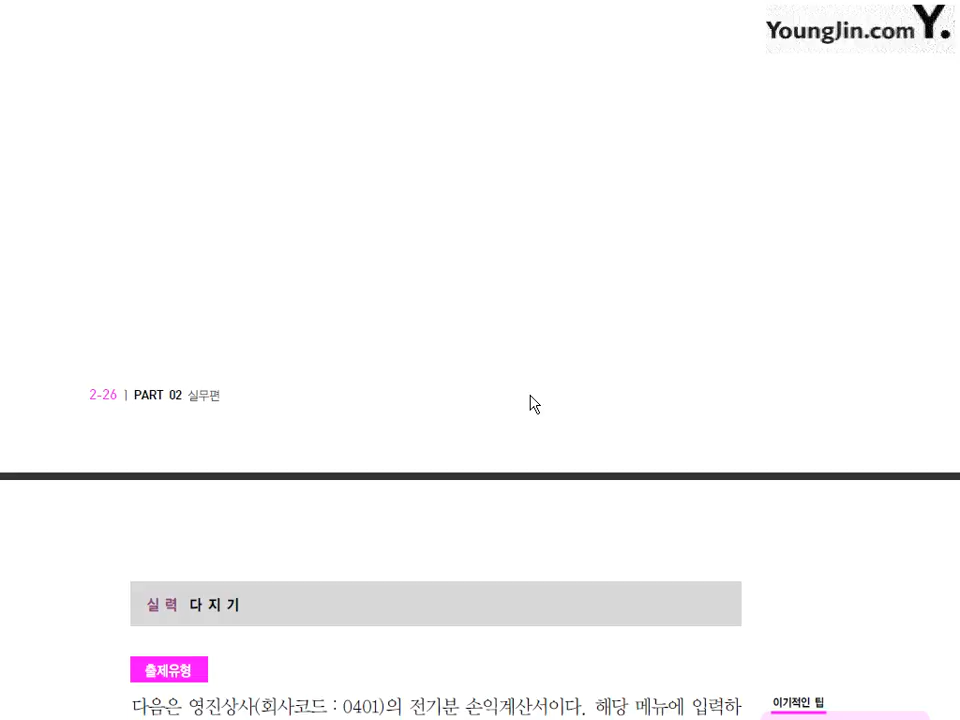 YoungJin.com Y.
2-26 | PART 02 실무편
실력 다지기
출제유형
다음은 영진상사(회사코드 : 0401)의 전기분 손익계산서이다. 해당 메뉴에 입력하
이기적인 팁